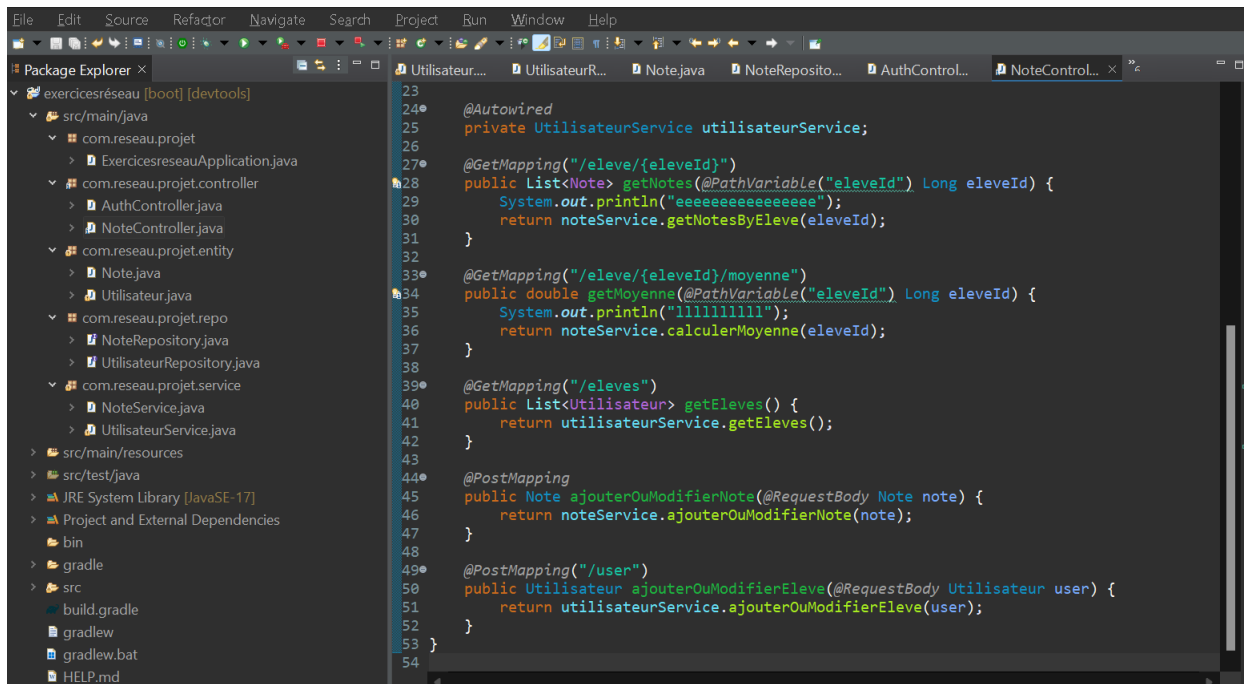 File Edit Source Refactor Navigate Search Project Run Window Help
Package Explorer ×
exercicesréseau [boot] [devtools]
src/main/java
com.reseau.projet
ExercicesreseauApplication.java
com.reseau.projet.controller
AuthController.java
NoteController.java
com.reseau.projet.entity
Note.java
Utilisateur.java
com.reseau.projet.repo
NoteRepository.java
UtilisateurRepository.java
com.reseau.projet.service
NoteService.java
UtilisateurService.java
src/main/resources
src/test/java
JRE System Library [JavaSE-17]
Project and External Dependencies
bin
gradle
src
build.gradle
gradlew
gradlew.bat
HELP.md
Utilisateur.... UtilisateurR... Note.java NoteReposito... AuthControl... NoteControl... × »2
23
24 @Autowired
25 private UtilisateurService utilisateurService;
26
27 @GetMapping("/eleve/{eleveId}")
28 public List<Note> getNotes(@PathVariable("eleveId") Long eleveId) {
29 System.out.println("eeeeeeeeeeeeeeee");
30 return noteService.getNotesByEleve(eleveId);
31 }
32
33 @GetMapping("/eleve/{eleveId}/moyenne")
34 public double getMoyenne(@PathVariable("eleveId") Long eleveId) {
35 System.out.println("llllllllll");
36 return noteService.calculerMoyenne(eleveId);
37 }
38
39 @GetMapping("/eleves")
40 public List<Utilisateur> getEleves() {
41 return utilisateurService.getEleves();
42 }
43
44 @PostMapping
45 public Note ajouterOuModifierNote(@RequestBody Note note) {
46 return noteService.ajouterOuModifierNote(note);
47 }
48
49 @PostMapping("/user")
50 public Utilisateur ajouterOuModifierEleve(@RequestBody Utilisateur user) {
51 return utilisateurService.ajouterOuModifierEleve(user);
52 }
53 }
54